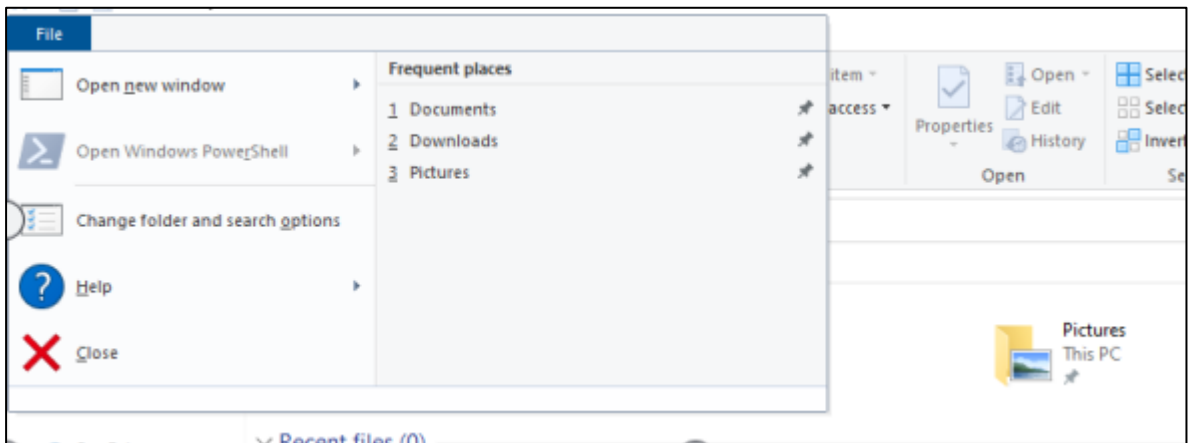 File
Open new window
Open Windows PowerShell
Change folder and search options
Help
Close
Frequent places
1 Documents
2 Downloads
3 Pictures
item
access
Properties
Open
Edit
History
Open
Selec
Selec
Invert
Se
Pictures
This PC
Recent files (0)